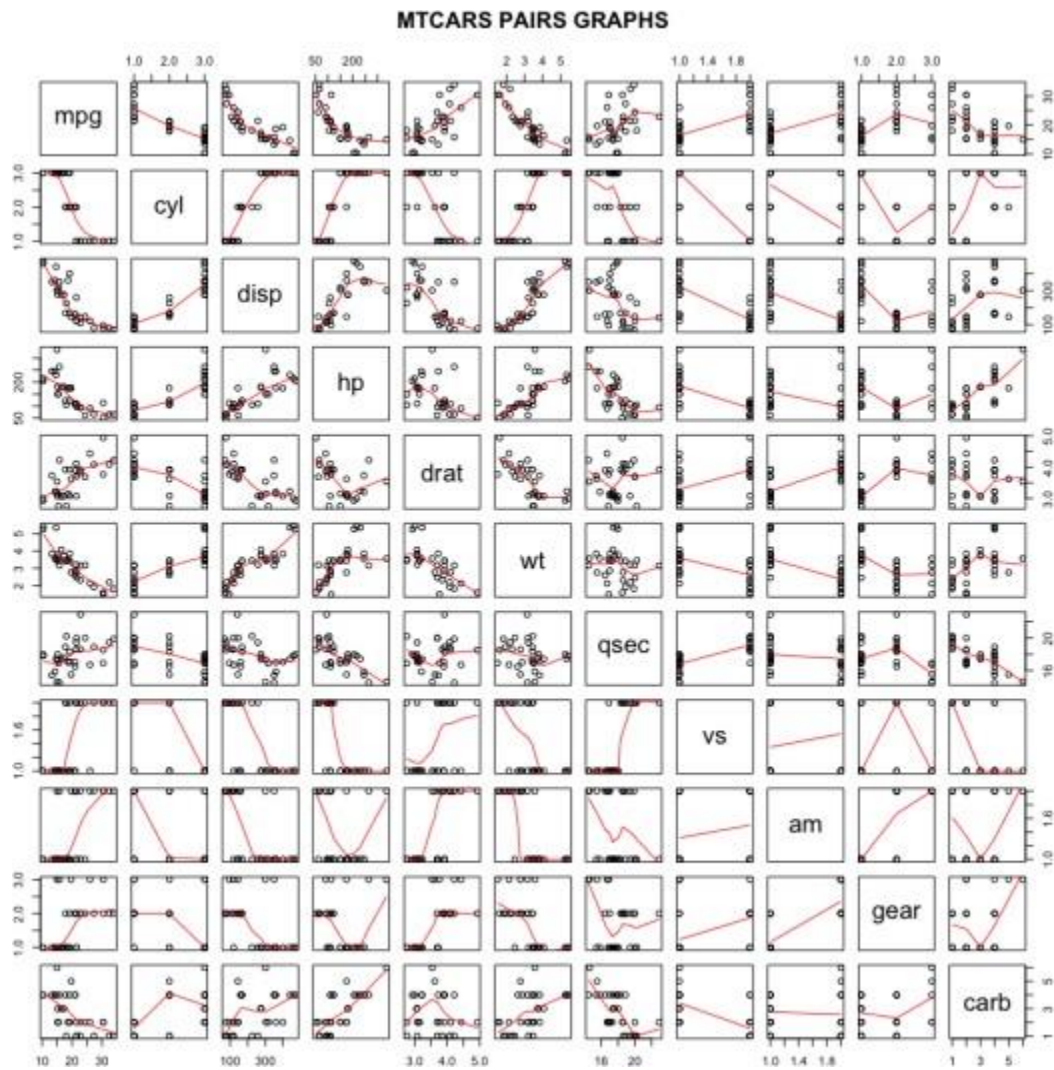 MTCARS PAIRS GRAPHS
1.0 2.0 3.0 50 200 2 3 4 5 1.0 1.4 1.8 1.0 2.0 3.0
mpg
10 20 30
1.0 2.0 3.0
cyl
disp
100 300
50 200
hp
drat
3.0 4.0 5.0
2 3 4 5
wt
qsec
16 20
1.0 1.6
vs
am
1.0 1.6
1.0 2.0 3.0
gear
carb
1 3 5
10 20 30 100 300 3.0 4.0 5.0 16 20 1.0 1.4 1.8 1 3 5